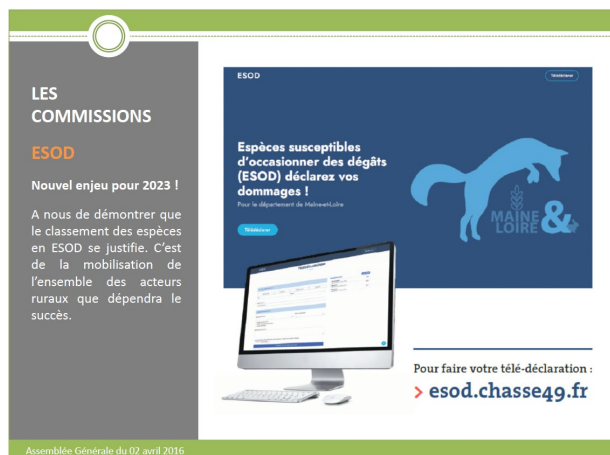 LES
COMMISSIONS
ESOD
Nouvel enjeu pour 2023 !
A nous de démontrer que
le classement des espèces
en ESOD se justifie. C'est
de la mobilisation de
l'ensemble des acteurs
ruraux que dépendra le
succès.
ESOD
Télédéclarer
Espèces susceptibles
d'occasionner des dégâts
(ESOD) déclarez vos
dommages !
Pour le département de Maine-et-Loire
Télédéclarer
MAINE
LOIRE &
Pour faire votre télé-déclaration :
> esod.chasse49.fr
Assemblée Générale du 02 avril 2016